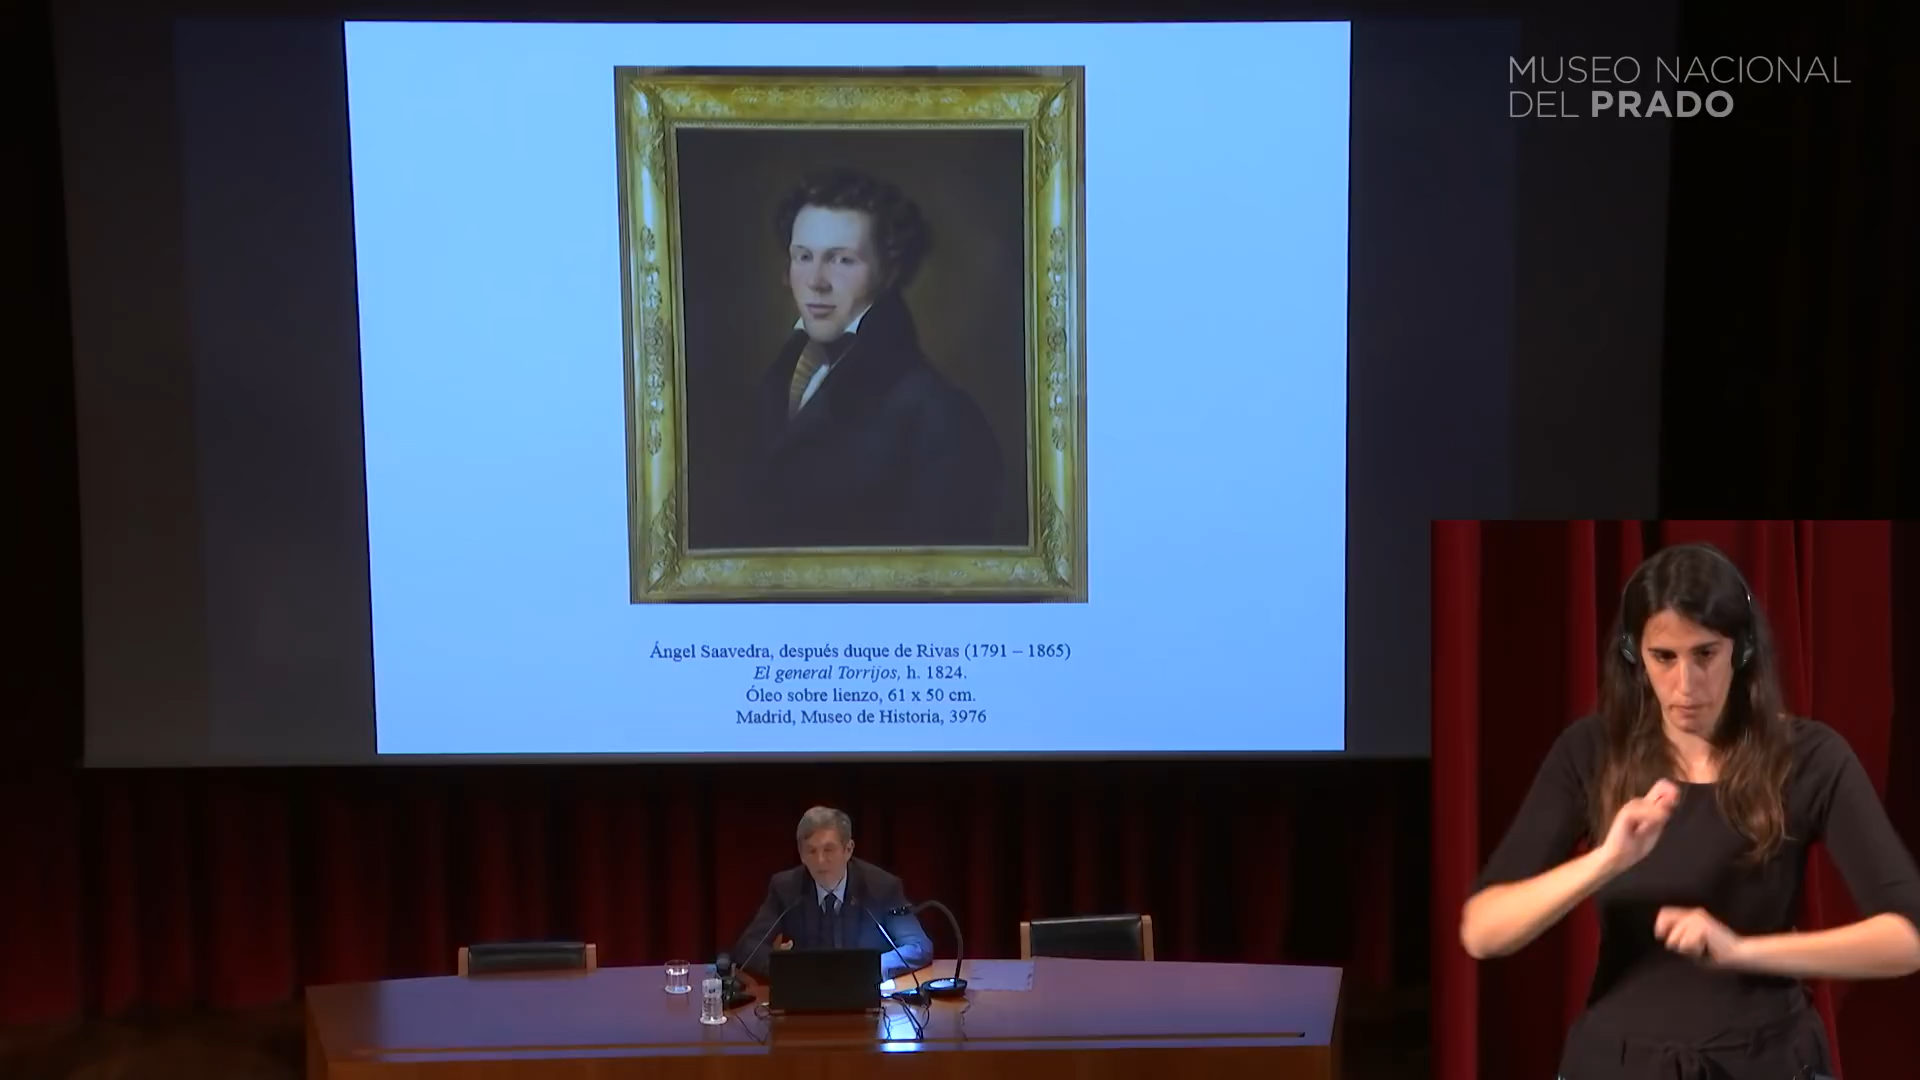 MUSEO NACIONAL
DEL PRADO
Ángel Saavedra, después duque de Rivas (1791 – 1865)
El general Torrijos, h. 1824.
Óleo sobre lienzo, 61 x 50 cm.
Madrid, Museo de Historia, 3976